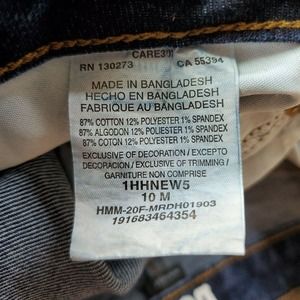 CARE39
RN 130273 CA 55394
MADE IN BANGLADESH
HECHO EN BANGLADESH
FABRIQUE AU BANGLADESH
87% COTTON 12% POLYESTER 1% SPANDEX
87% ALGODON 12% POLIESTER 1% SPANDEX
87% COTON 12% POLYESTER 1% SPANDEX
EXCLUSIVE OF DECORATION / EXCEPTO
DECORACION / EXCLUSIVE OF TRIMMING /
GARNITURE NON COMPRISE
1HHNEW5
10 M
HMM-20F-MRDH01903
191683464354